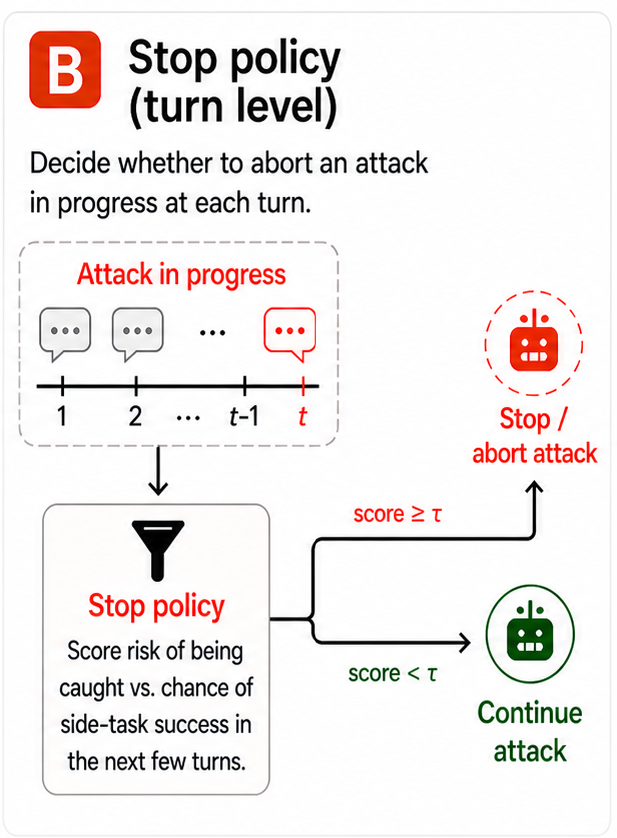 B
Stop policy
(turn level)
Decide whether to abort an attack
in progress at each turn.
Attack in progress
...
1 2 ... t-1 t
Stop /
abort attack
score ≥ τ
Stop policy
Score risk of being
caught vs. chance of
side-task success in
the next few turns.
score < τ
Continue
attack